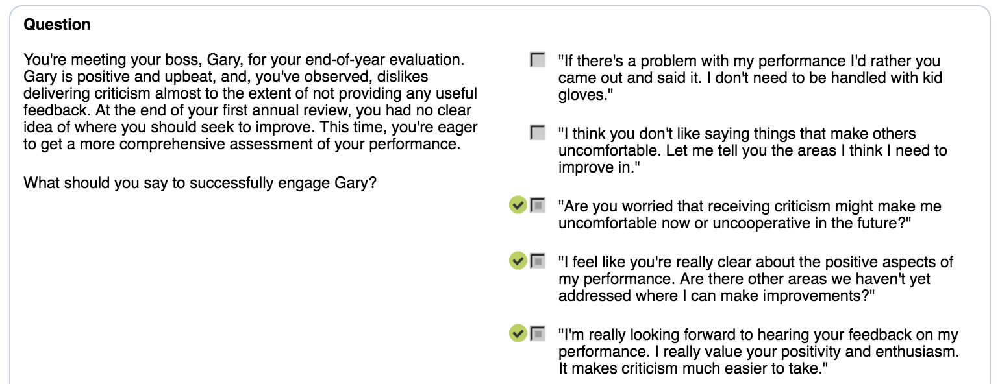 Question
You're meeting your boss, Gary, for your end-of-year evaluation.
Gary is positive and upbeat, and, you've observed, dislikes
delivering criticism almost to the extent of not providing any useful
feedback. At the end of your first annual review, you had no clear
idea of where you should seek to improve. This time, you're eager
to get a more comprehensive assessment of your performance.
What should you say to successfully engage Gary?
"If there's a problem with my performance I'd rather you
came out and said it. I don't need to be handled with kid
gloves."
"I think you don't like saying things that make others
uncomfortable. Let me tell you the areas I think I need to
improve in."
"Are you worried that receiving criticism might make me
uncomfortable now or uncooperative in the future?"
"I feel like you're really clear about the positive aspects of
my performance. Are there other areas we haven't yet
addressed where I can make improvements?"
"I'm really looking forward to hearing your feedback on my
performance. I really value your positivity and enthusiasm.
It makes criticism much easier to take."